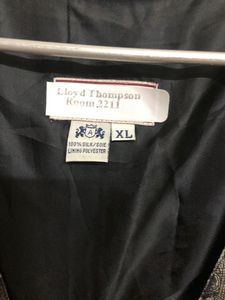 Lloyd Thompson
Room 2211
A
XL
100% SILK/SOIE
LINING POLYESTER